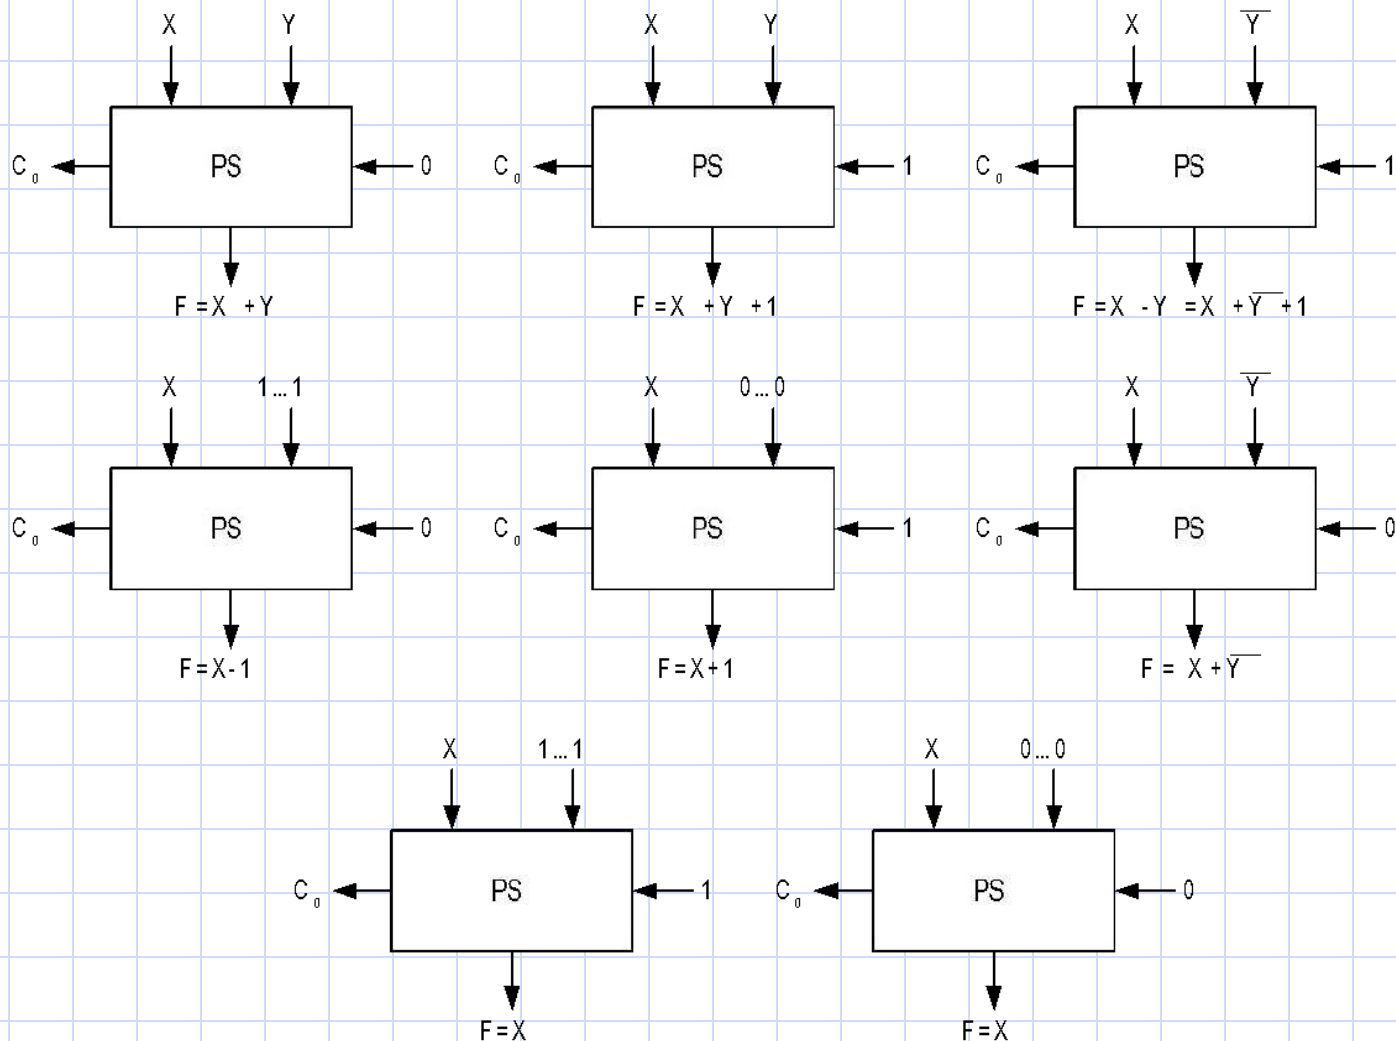 X Y X Y X Y̅
C₀ PS 0 C₀ PS 1 C₀ PS 1
F = X + Y F = X + Y + 1 F = X - Y = X + Y̅ + 1
X 1...1 X 0...0 X Y̅
C₀ PS 0 C₀ PS 1 C₀ PS 0
F = X - 1 F = X + 1 F = X + Y̅
X 1...1 X 0...0
C₀ PS 1 C₀ PS 0
F = X F = X